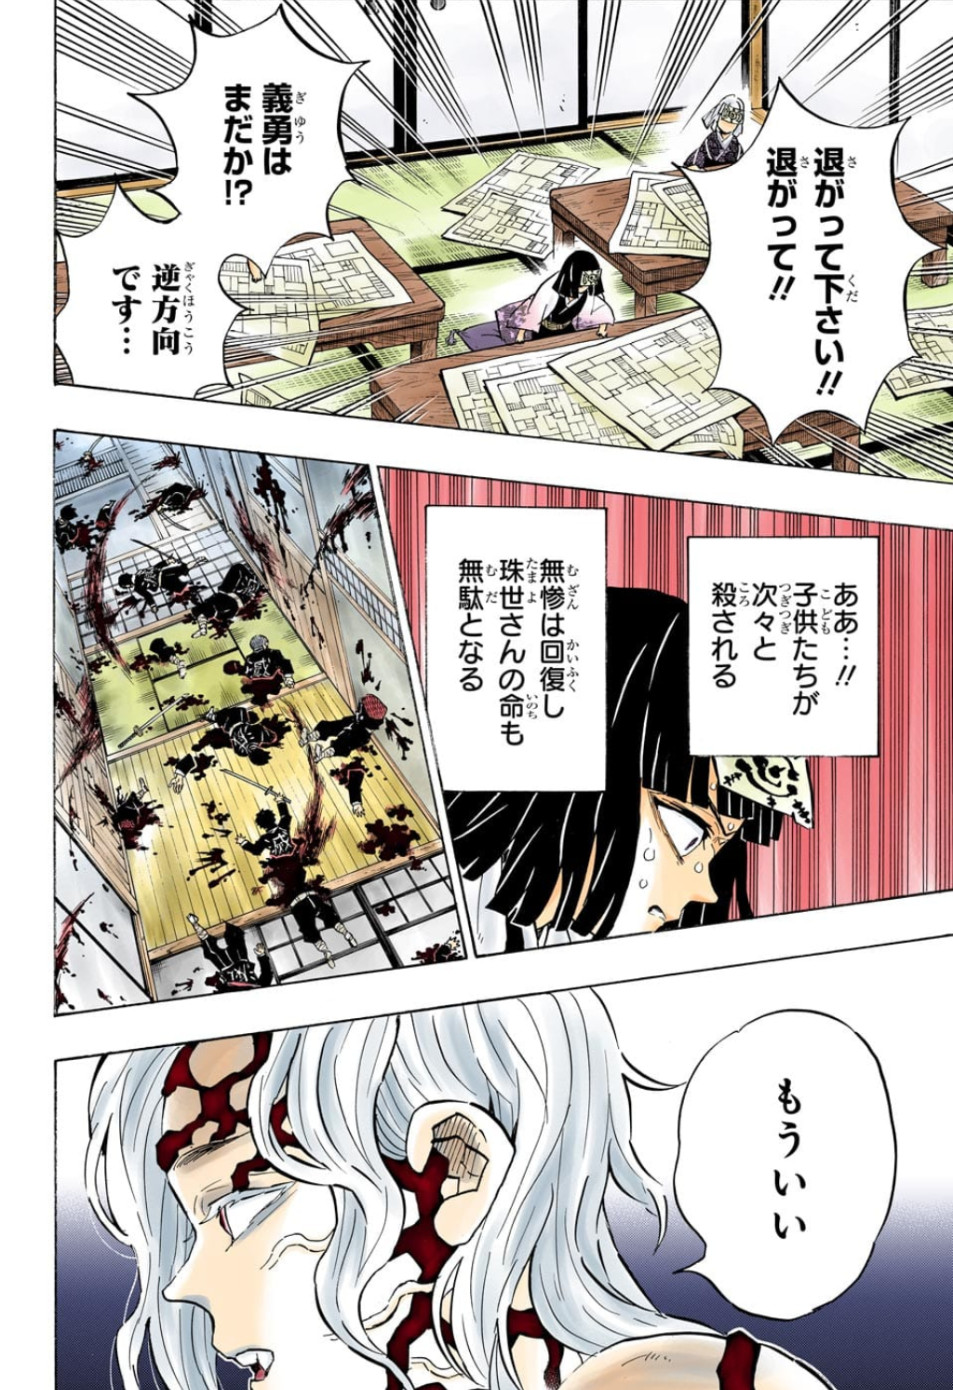 退がって下さい!!
退がって!!
義勇は
まだか!?
逆方向
です…
ああ…!!
子供たちが
次々と
殺される
無惨は回復し
珠世さんの命も
無駄となる
もういい